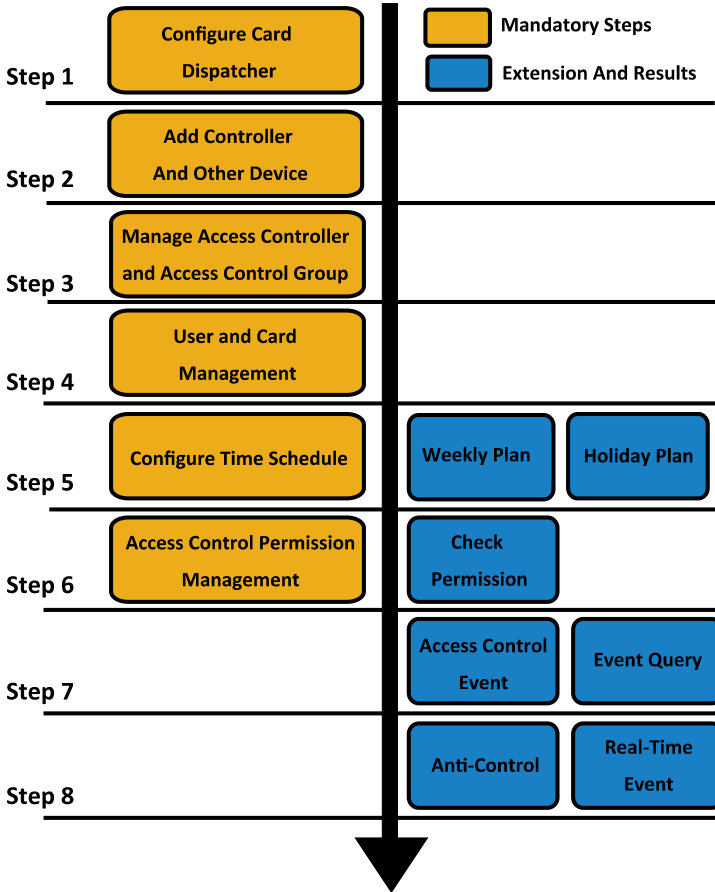 Mandatory Steps
Extension And Results
Step 1
Configure Card
Dispatcher
Step 2
Add Controller
And Other Device
Step 3
Manage Access Controller
and Access Control Group
Step 4
User and Card
Management
Step 5
Configure Time Schedule
Weekly Plan
Holiday Plan
Step 6
Access Control Permission
Management
Check
Permission
Step 7
Access Control
Event
Event Query
Step 8
Anti-Control
Real-Time
Event